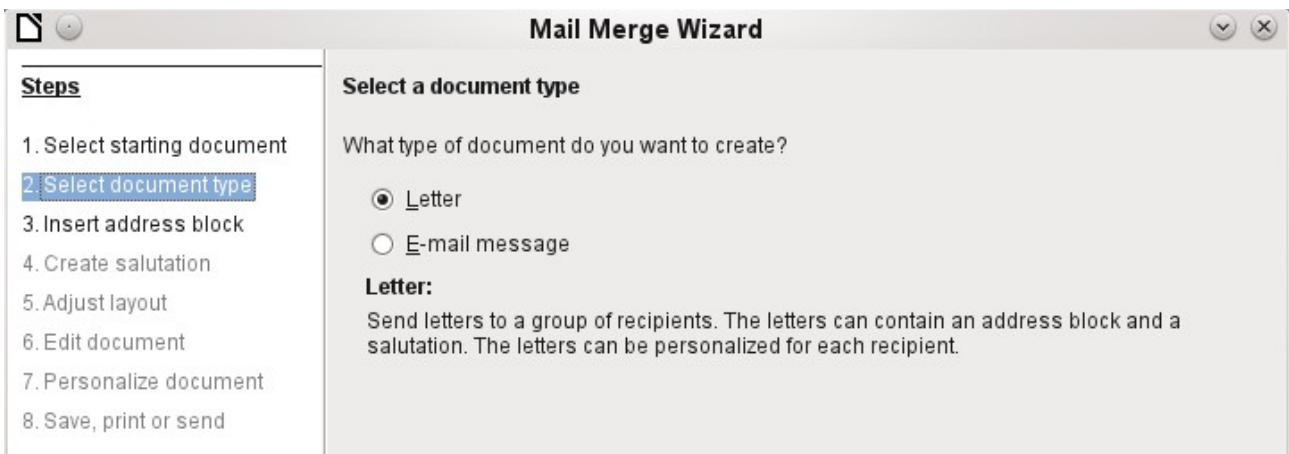 Mail Merge Wizard
Steps
1. Select starting document
2. Select document type
3. Insert address block
4. Create salutation
5. Adjust layout
6. Edit document
7. Personalize document
8. Save, print or send
Select a document type
What type of document do you want to create?
Letter
E-mail message
Letter:
Send letters to a group of recipients. The letters can contain an address block and a
salutation. The letters can be personalized for each recipient.